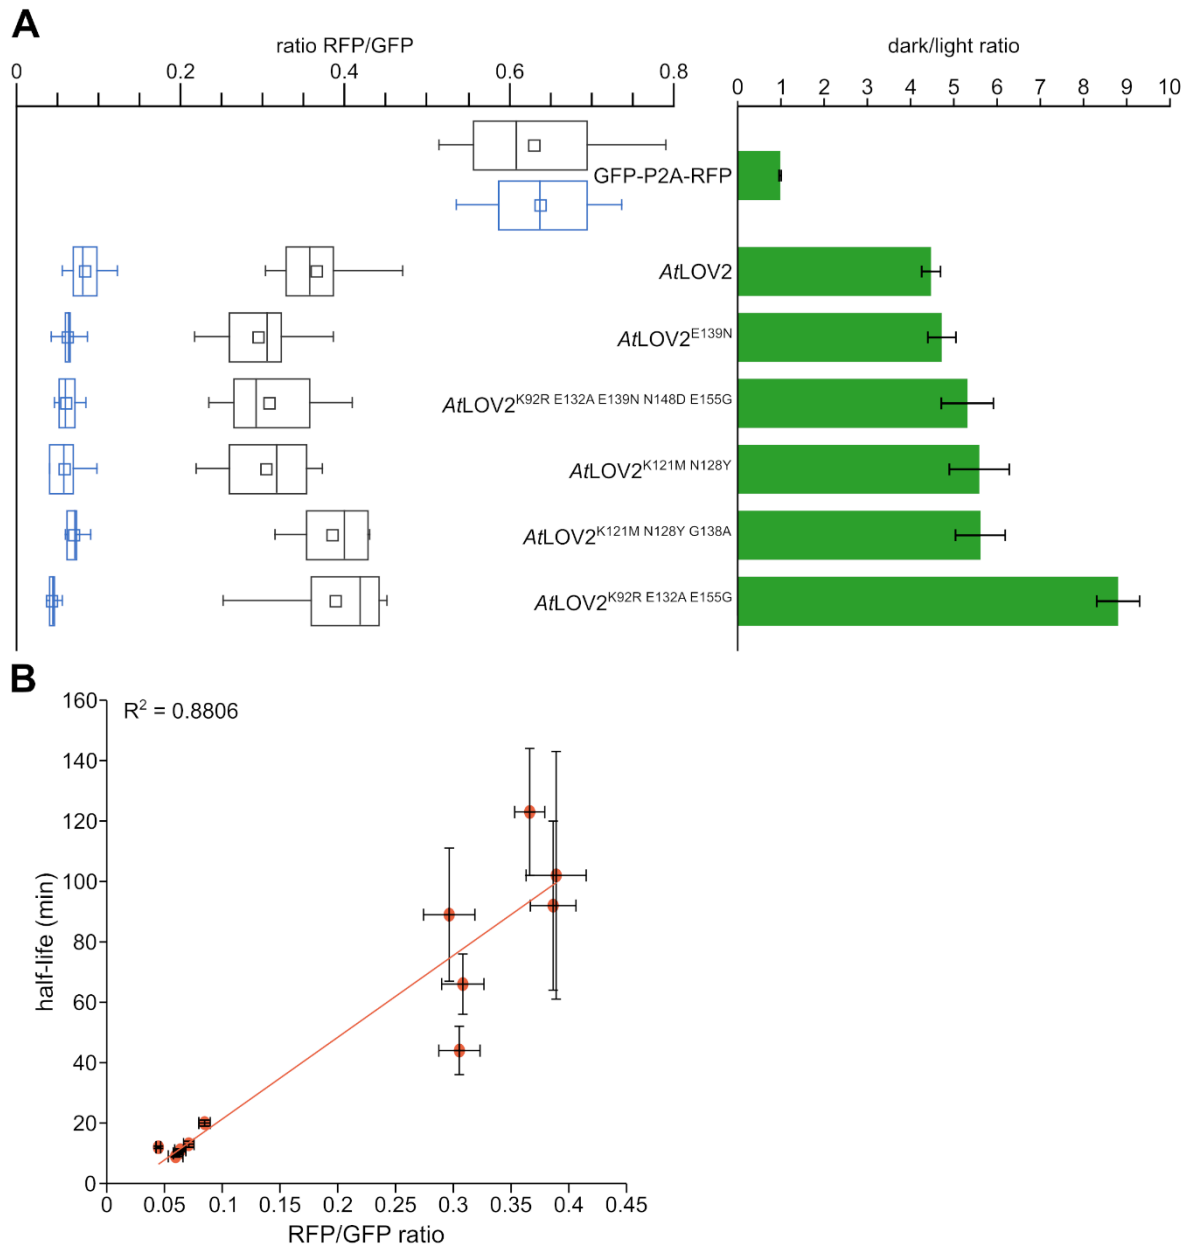 A
ratio RFP/GFP
dark/light ratio
0 0.2 0.4 0.6 0.8
0 1 2 3 4 5 6 7 8 9 10
GFP-P2A-RFP
AtLOV2
AtLOV2E139N
AtLOV2K92R E132A E139N N148D E155G
AtLOV2K121M N128Y
AtLOV2K121M N128Y G138A
AtLOV2K92R E132A E155G
B
R2 = 0.8806
160
140
120
100
80
60
40
20
0
half-life (min)
0 0.05 0.1 0.15 0.2 0.25 0.3 0.35 0.4 0.45
RFP/GFP ratio